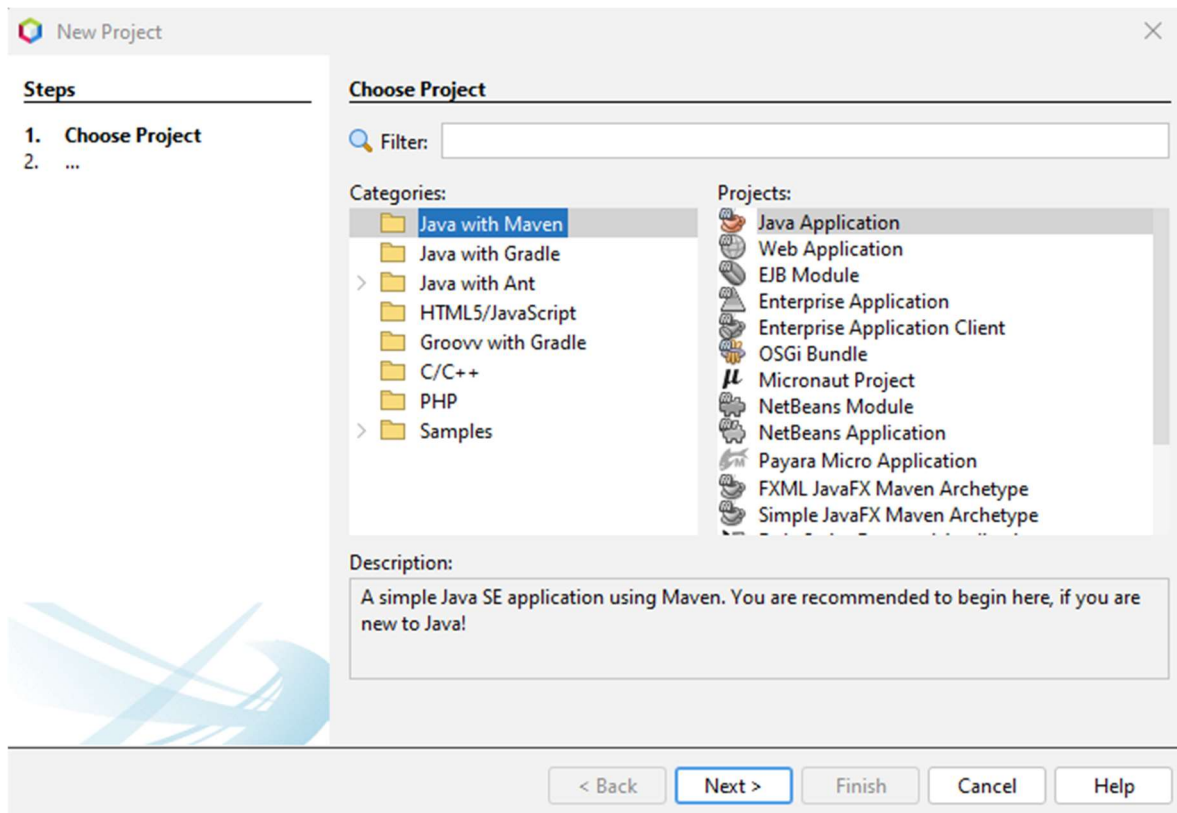 New Project
Steps
1. Choose Project
2. ...
Choose Project
Filter:
Categories:
Java with Maven
Java with Gradle
Java with Ant
HTML5/JavaScript
Groovv with Gradle
C/C++
PHP
Samples
Projects:
Java Application
Web Application
EJB Module
Enterprise Application
Enterprise Application Client
OSGi Bundle
µ Micronaut Project
NetBeans Module
NetBeans Application
Payara Micro Application
FXML JavaFX Maven Archetype
Simple JavaFX Maven Archetype
Description:
A simple Java SE application using Maven. You are recommended to begin here, if you are
new to Java!
< Back Next > Finish Cancel Help